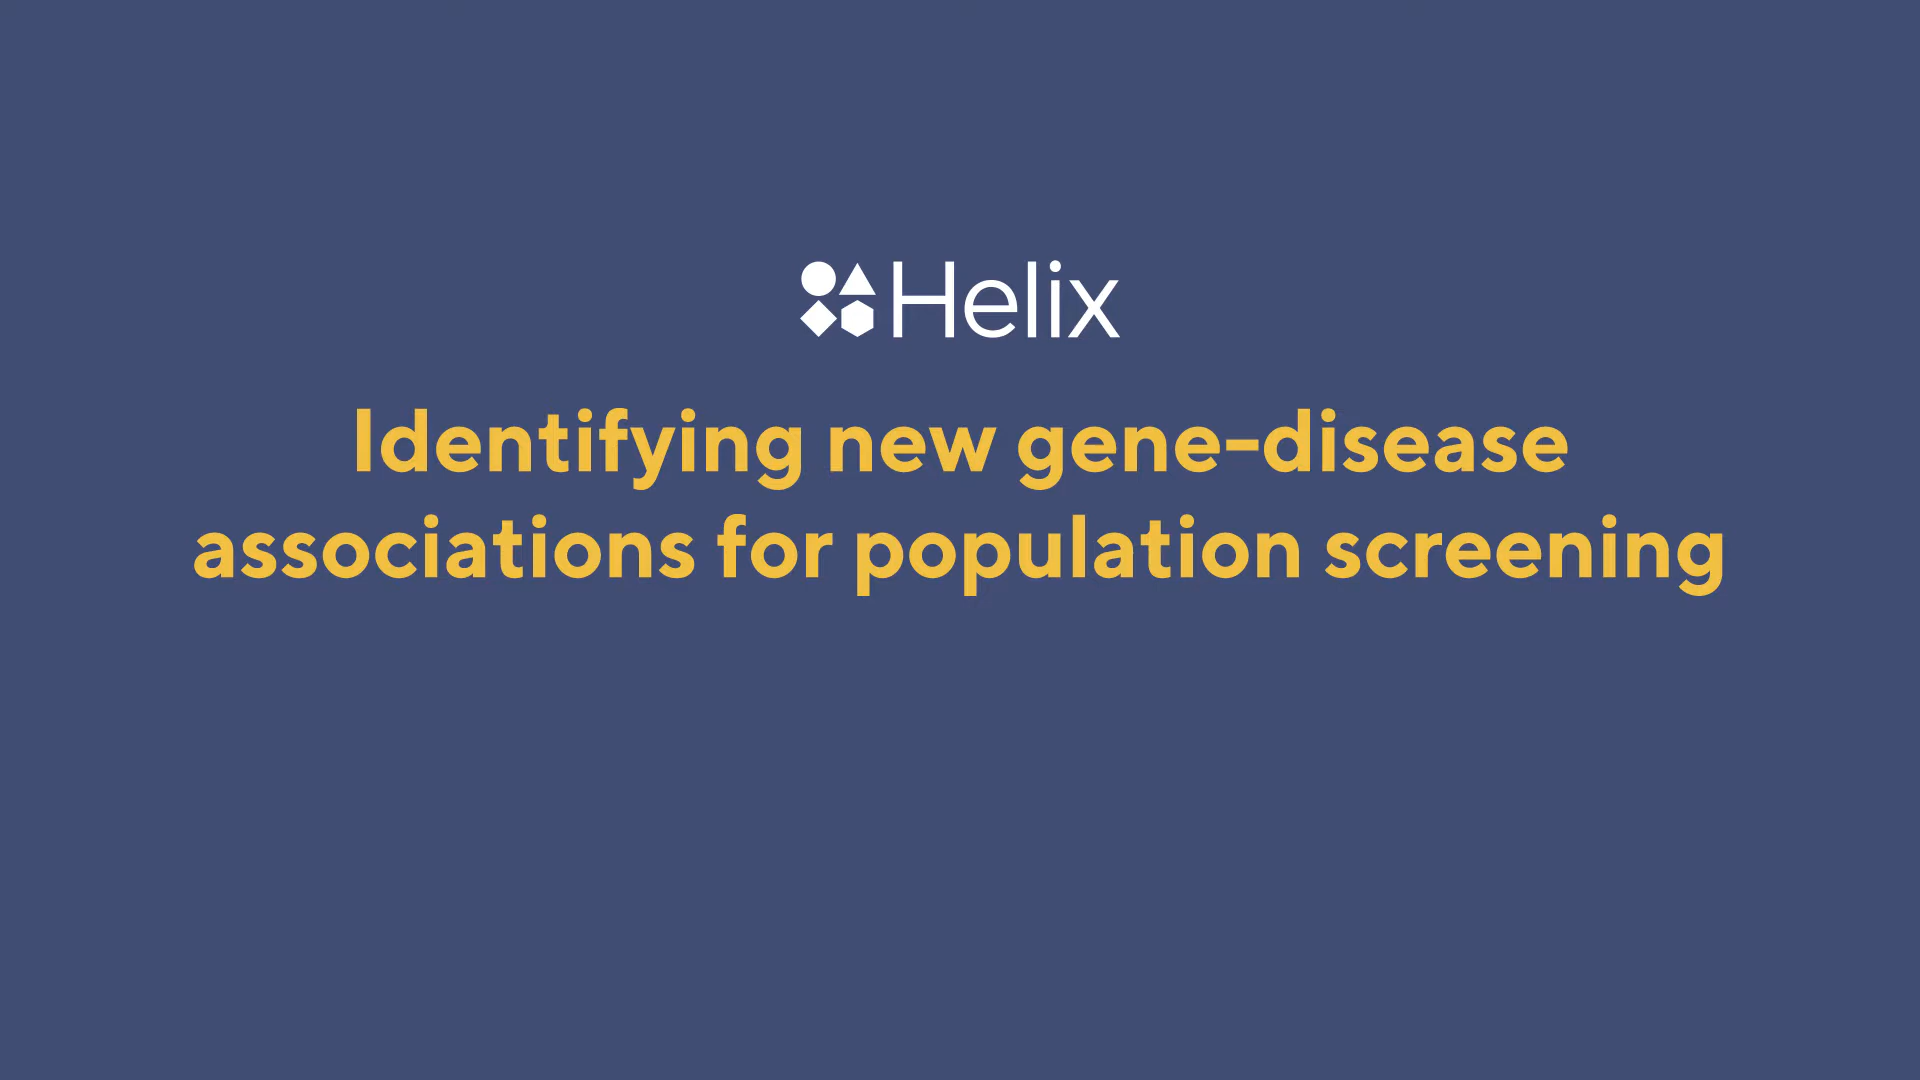 Helix
Identifying new gene-disease
associations for population screening